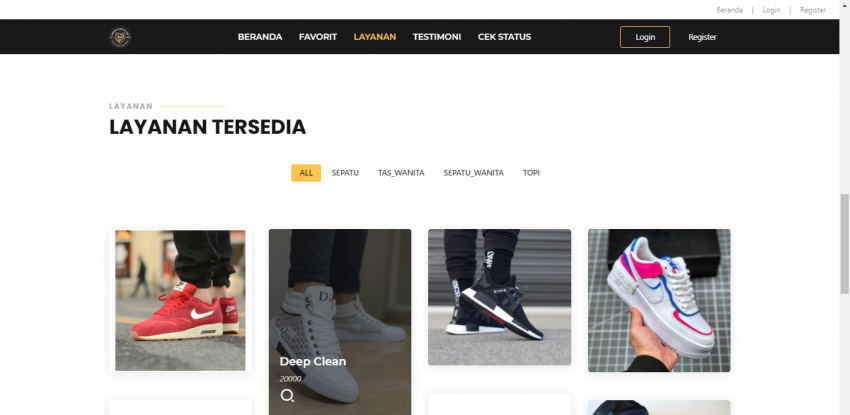 Beranda | Login | Register
BERANDA FAVORIT LAYANAN TESTIMONI CEK STATUS Login Register
LAYANAN
LAYANAN TERSEDIA
ALL SEPATU TAS_WANITA SEPATU_WANITA TOPI
Deep Clean
20000